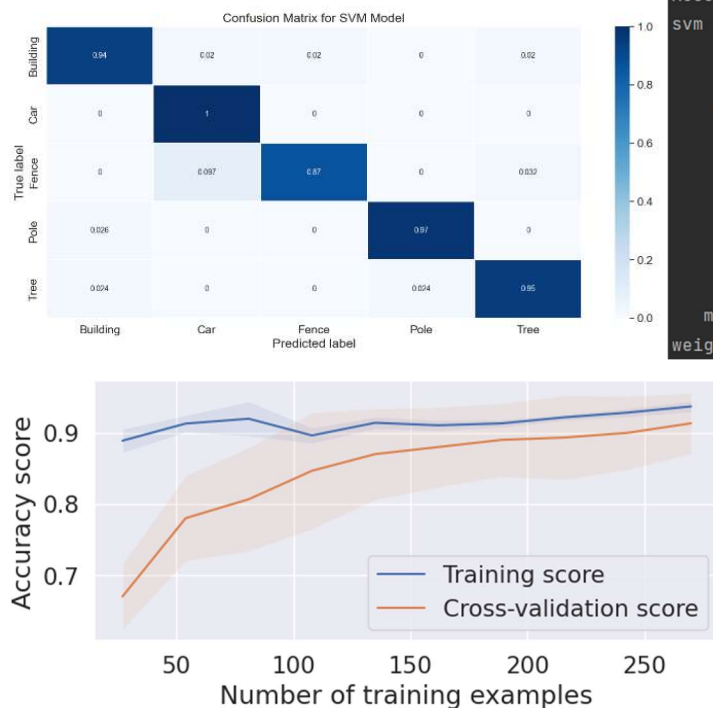 Confusion Matrix for SVM Model
Building 0.94 0.02 0.02 0 0.02
Car 0 1 0 0 0
Fence 0 0.097 0.87 0 0.032
Pole 0.026 0 0 0.97 0
Tree 0.024 0 0 0.024 0.95
True label
Building Car Fence Pole Tree
Predicted label
1.0
0.8
0.6
0.4
0.2
0.0
svm
m
weig
0.9
0.8
0.7
Accuracy score
Training score
Cross-validation score
50 100 150 200 250
Number of training examples